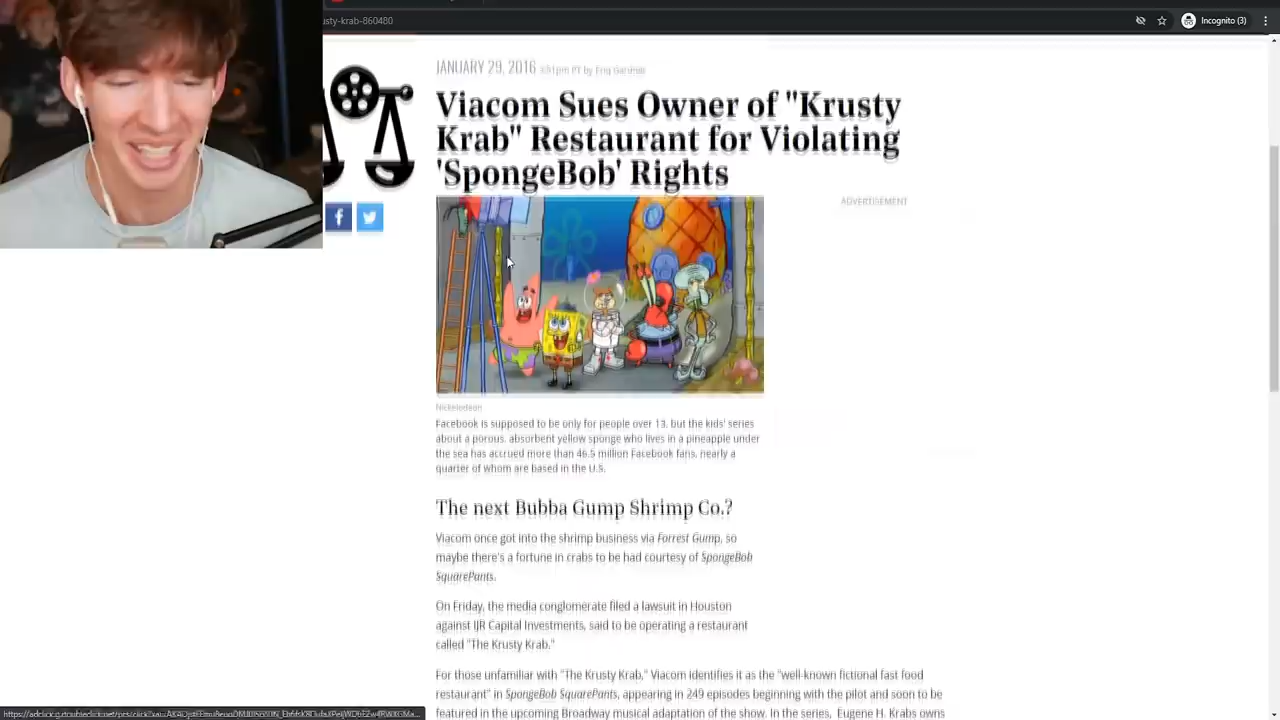 usty-krab-860480
Incognito (3)
JANUARY 29, 2016 by Eriq Gardner
Viacom Sues Owner of "Krusty
Krab" Restaurant for Violating
'SpongeBob' Rights
ADVERTISEMENT
Nickelodeon
Facebook is supposed to be only for people over 13, but the kids' series
about a porous, absorbent yellow sponge who lives in a pineapple under
the sea has accrued more than 46.5 million Facebook fans, nearly a
quarter of whom are based in the U.S.
The next Bubba Gump Shrimp Co.?
Viacom once got into the shrimp business via Forrest Gump, so
maybe there's a fortune in crabs to be had courtesy of SpongeBob
SquarePants.
On Friday, the media conglomerate filed a lawsuit in Houston
against IJR Capital Investments, said to be operating a restaurant
called "The Krusty Krab."
For those unfamiliar with "The Krusty Krab," Viacom identifies it as the "well-known fictional fast food
restaurant" in SpongeBob SquarePants, appearing in 249 episodes beginning with the pilot and soon to be
featured in the upcoming Broadway musical adaptation of the show. In the series, Eugene H. Krabs owns